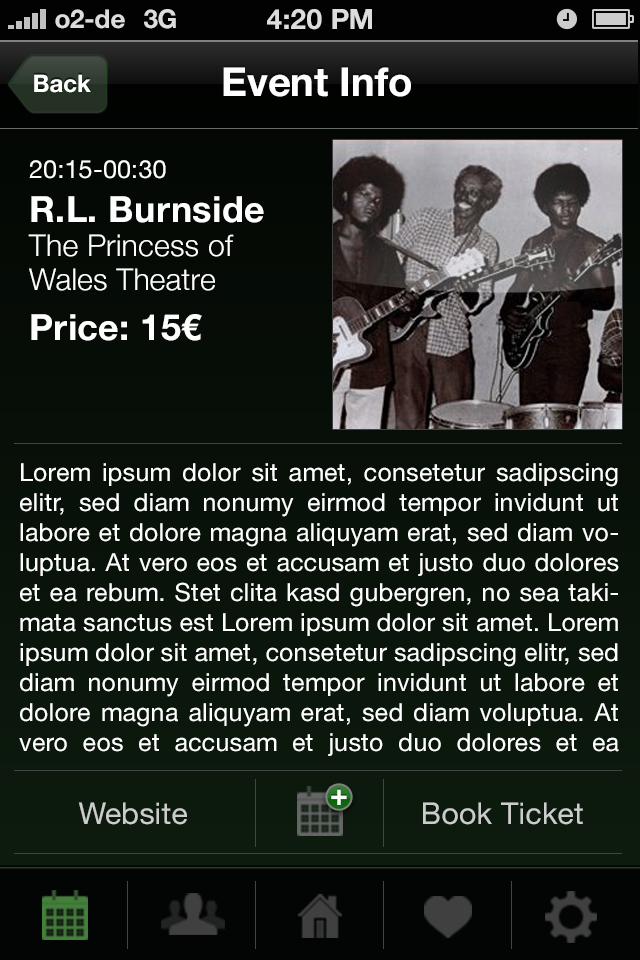 o2-de 3G 4:20 PM
Back
Event Info
20:15-00:30
R.L. Burnside
The Princess of
Wales Theatre
Price: 15€
Lorem ipsum dolor sit amet, consetetur sadipscing
elitr, sed diam nonumy eirmod tempor invidunt ut
labore et dolore magna aliquyam erat, sed diam vo-
luptua. At vero eos et accusam et justo duo dolores
et ea rebum. Stet clita kasd gubergren, no sea taki-
mata sanctus est Lorem ipsum dolor sit amet. Lorem
ipsum dolor sit amet, consetetur sadipscing elitr, sed
diam nonumy eirmod tempor invidunt ut labore et
dolore magna aliquyam erat, sed diam voluptua. At
vero eos et accusam et justo duo dolores et ea
Website
Book Ticket